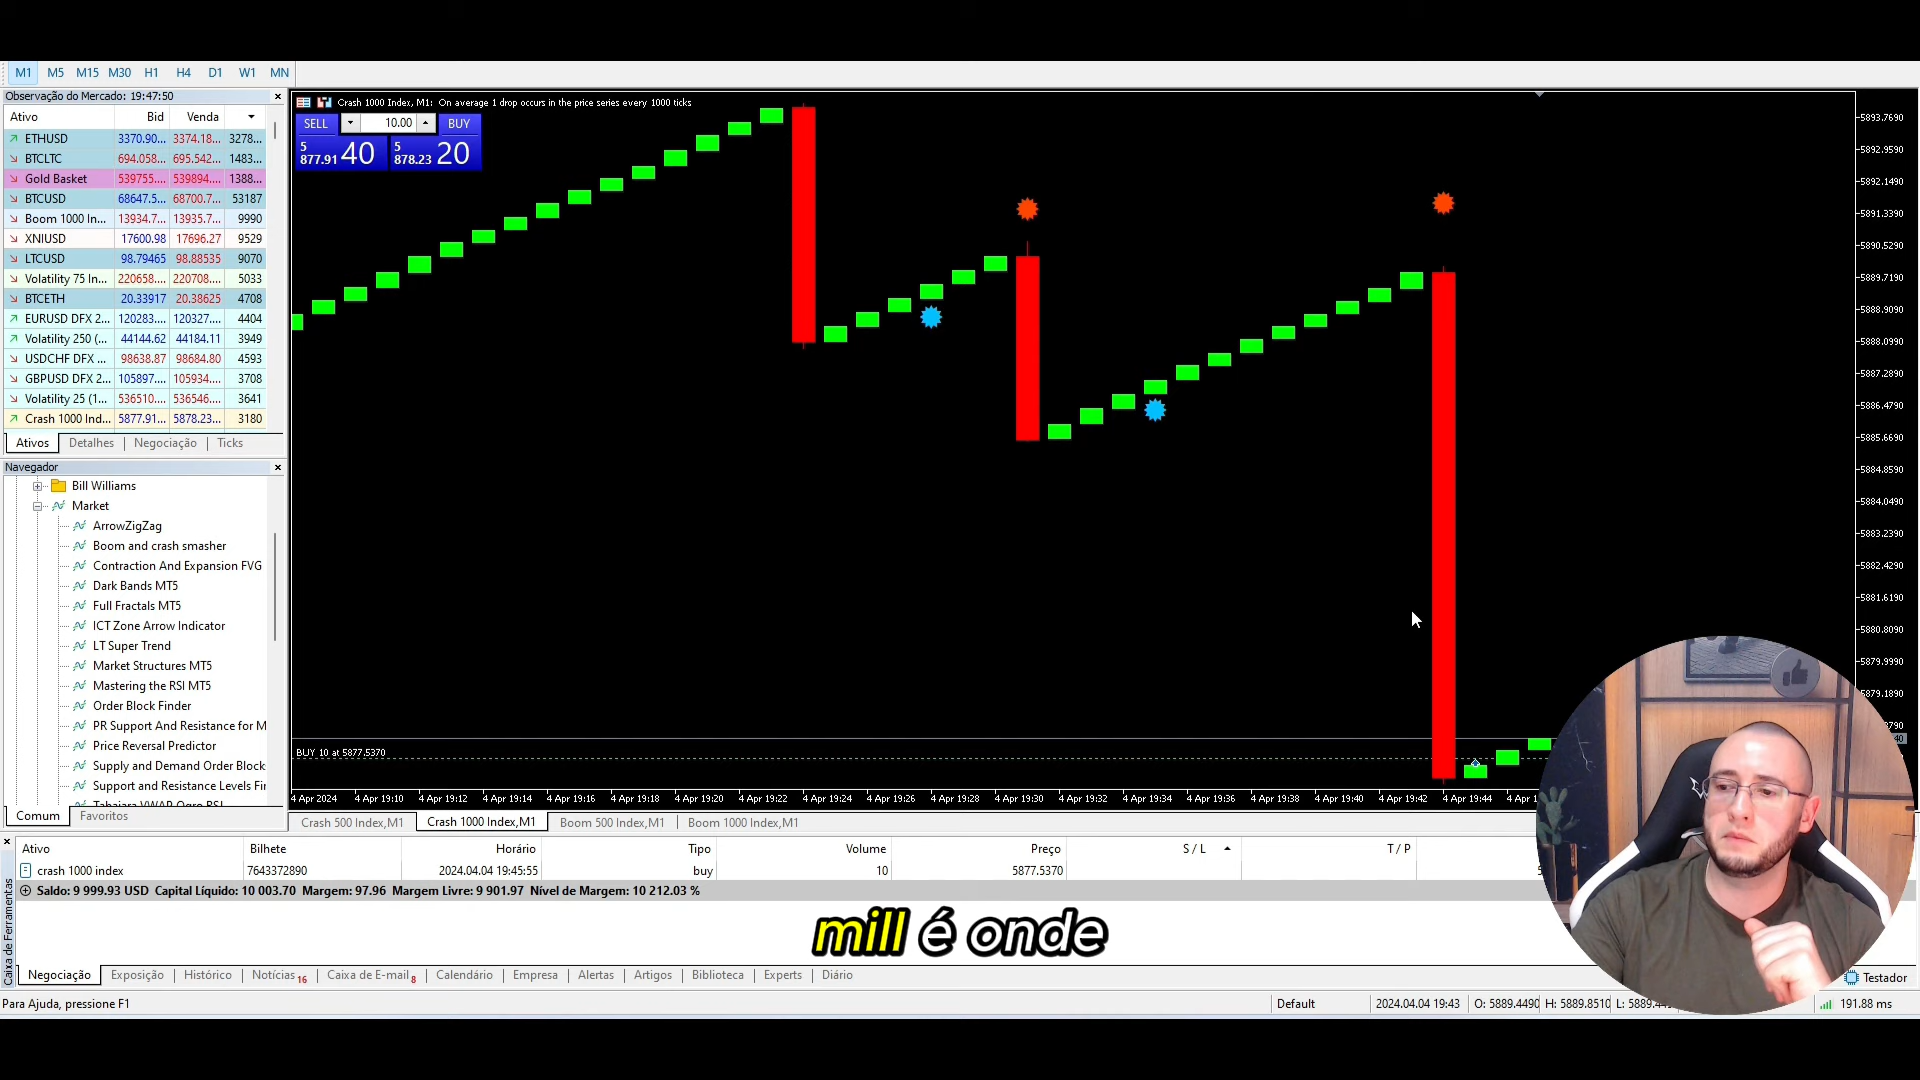 M1 M5 M15 M30 H1 H4 D1 W1 MN
Observação do Mercado: 19:47:50
Ativo Bid Venda
ETHUSD 3370.90... 3374.18... 3278...
BTCLTC 694.058... 695.542... 1483...
Gold Basket 539755.... 539894.... 1388...
BTCUSD 68647.5... 68700.7... 53187
Boom 1000 In... 13934.7... 13935.7... 9990
XNIUSD 17600.98 17696.27 9529
LTCUSD 98.79465 98.88535 9070
Volatility 75 In... 220658.... 220708.... 5033
BTCETH 20.33917 20.38625 4708
EURUSD DFX 2... 120283.... 120327.... 4404
Volatility 250 (... 44144.62 44184.11 3949
USDCHF DFX ... 98638.87 98684.80 4593
GBPUSD DFX 2... 105897.... 105934.... 3708
Volatility 25 (1... 536510.... 536546.... 3641
Crash 1000 Ind... 5877.91... 5878.23... 3180
Ativos Detalhes Negociação Ticks
Navegador
Bill Williams
Market
ArrowZigZag
Boom and crash smasher
Contraction And Expansion FVG
Dark Bands MT5
Full Fractals MT5
ICT Zone Arrow Indicator
LT Super Trend
Market Structures MT5
Mastering the RSI MT5
Order Block Finder
PR Support And Resistance for M
Price Reversal Predictor
Supply and Demand Order Block
Support and Resistance Levels Fir
Comum Favoritos
Crash 1000 Index, M1: On average 1 drop occurs in the price series every 1000 ticks
SELL 10.00 BUY
5 877.91 40 5 878.23 20
5893.7690
5892.9590
5892.1490
5891.3390
5890.5290
5889.7190
5888.9090
5888.0990
5887.2890
5886.4790
5885.6690
5884.8590
5884.0490
5883.2390
5882.4290
5881.6190
5880.8090
5879.9990
5879.1890
BUY 10 at 5877.5370
4 Apr 2024 4 Apr 19:10 4 Apr 19:12 4 Apr 19:14 4 Apr 19:16 4 Apr 19:18 4 Apr 19:20 4 Apr 19:22 4 Apr 19:24 4 Apr 19:26 4 Apr 19:28 4 Apr 19:30 4 Apr 19:32 4 Apr 19:34 4 Apr 19:36 4 Apr 19:38 4 Apr 19:40 4 Apr 19:42 4 Apr 19:44
Crash 500 Index,M1 Crash 1000 Index,M1 Boom 500 Index,M1 Boom 1000 Index,M1
Caixa de Ferramentas
Ativo Bilhete Horário Tipo Volume Preço S / L T / P
crash 1000 index 7643372890 2024.04.04 19:45:55 buy 10 5877.5370
Saldo: 9 999.93 USD Capital Líquido: 10 003.70 Margem: 97.96 Margem Livre: 9 901.97 Nível de Margem: 10 212.03 %
mill é onde
Negociação Exposição Histórico Notícias 16 Caixa de E-mail 8 Calendário Empresa Alertas Artigos Biblioteca Experts Diário
Testador
Para Ajuda, pressione F1 Default 2024.04.04 19:43 O: 5889.4490 H: 5889.8510 191.88 ms